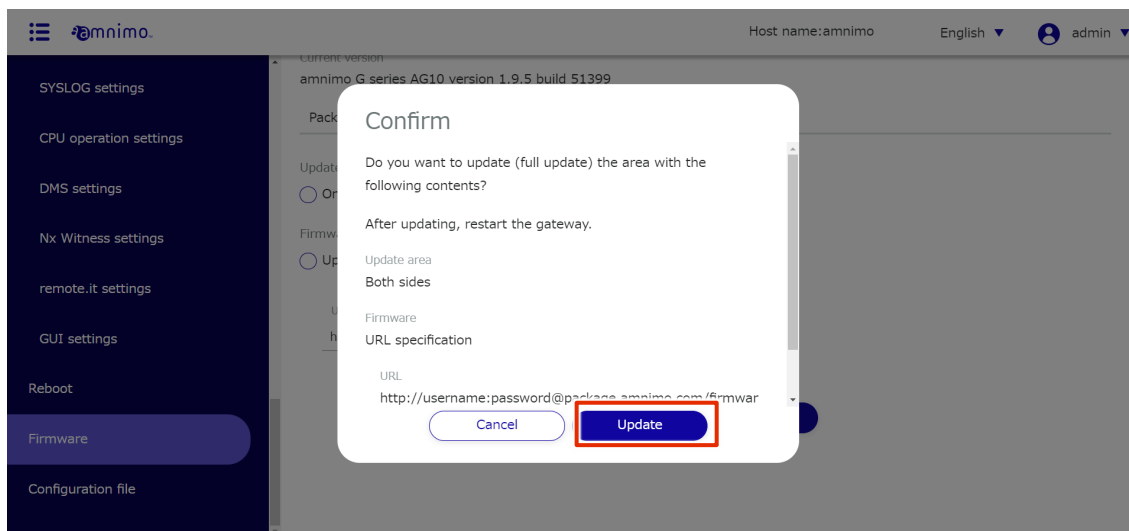 amnimo
Host name:amnimo
English
admin
SYSLOG settings
CPU operation settings
DMS settings
Nx Witness settings
remote.it settings
GUI settings
Reboot
Firmware
Configuration file
Current version
amnimo G series AG10 version 1.9.5 build 51399
Pack
Update
Firmw
Confirm
Do you want to update (full update) the area with the
following contents?
After updating, restart the gateway.
Update area
Both sides
Firmware
URL specification
URL
http://username:password@package.amnimo.com/firmwar
Cancel
Update